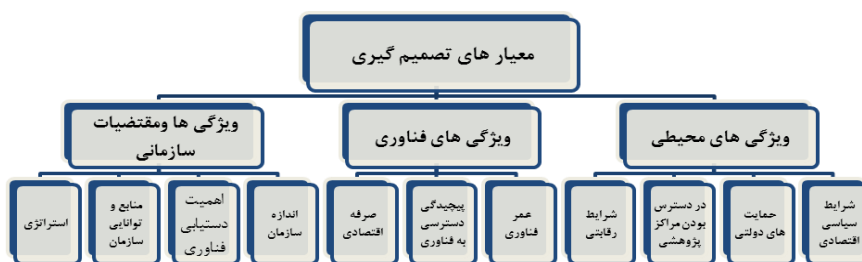 معیار های تصمیم گیری
ویژگی های محیطی
ویژگی های فناوری
ویژگی ها ومقتضیات
سازمانی
شرایط
سیاسی
اقتصادی
حمایت
های دولتی
در دسترس
بودن مراکز
پژوهشی
شرایط
رقابتی
عمر
فناوری
پیچیدگی
دسترسی
به فناوری
صرفه
اقتصادی
اندازه
سازمان
اهمیت
دستیابی
فناوری
منابع و
توانایی
سازمان
استراتژی